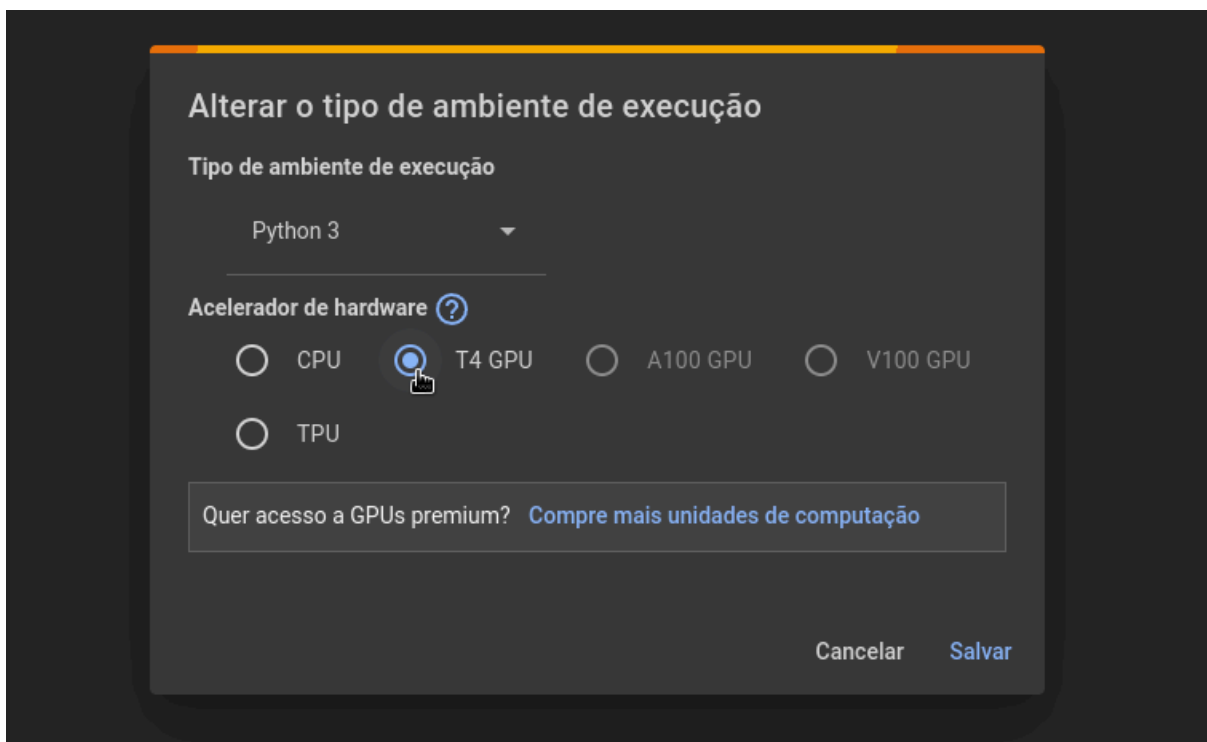 Alterar o tipo de ambiente de execução
Tipo de ambiente de execução
Python 3
Acelerador de hardware ?
CPU T4 GPU A100 GPU V100 GPU
TPU
Quer acesso a GPUs premium? Compre mais unidades de computação
Cancelar Salvar